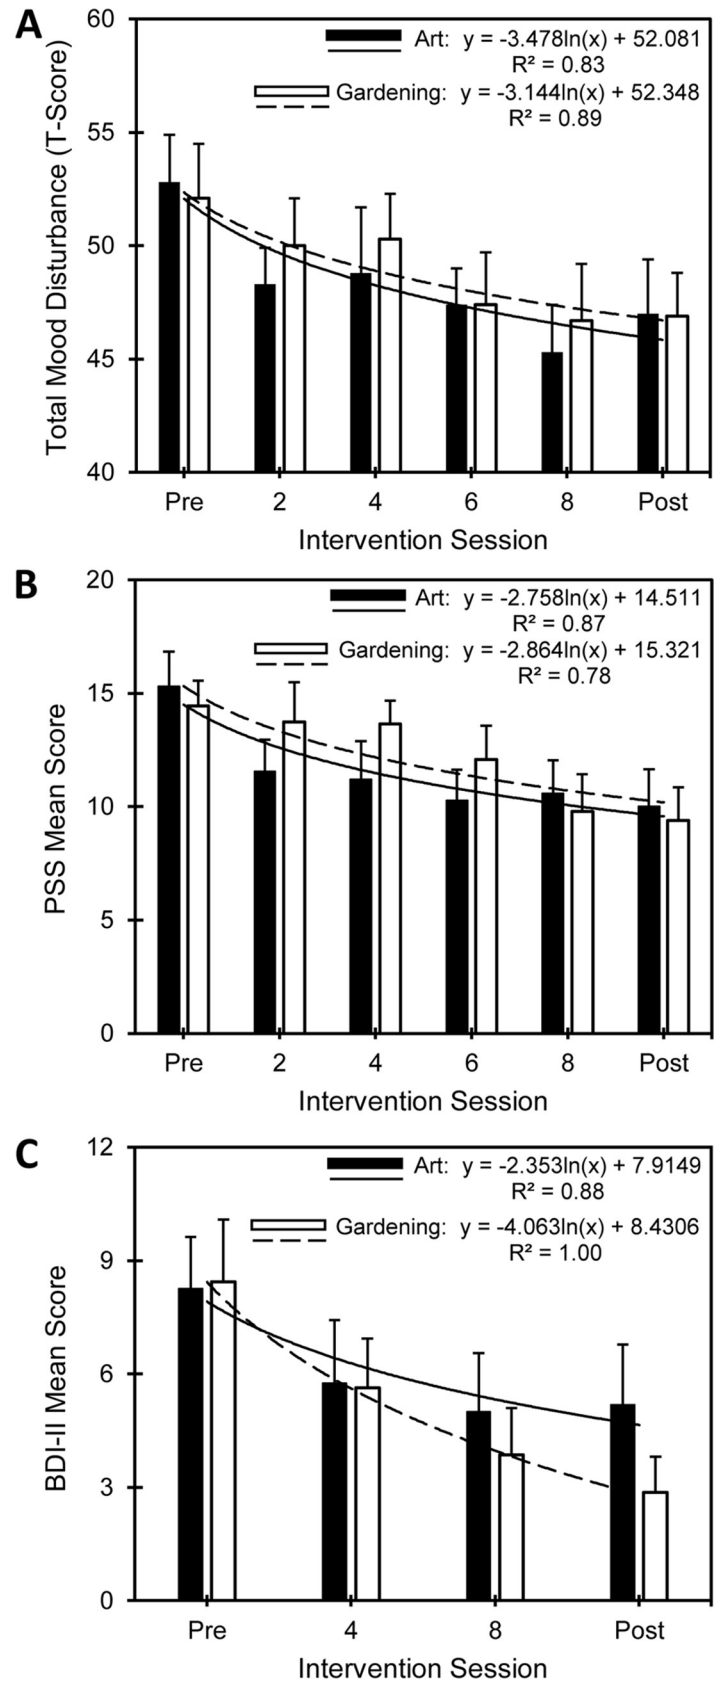 A
Total Mood Disturbance (T-Score)
60
55
50
45
40
Art: y = -3.478ln(x) + 52.081
R² = 0.83
Gardening: y = -3.144ln(x) + 52.348
R² = 0.89
Pre 2 4 6 8 Post
Intervention Session
B
PSS Mean Score
20
15
10
5
0
Art: y = -2.758ln(x) + 14.511
R² = 0.87
Gardening: y = -2.864ln(x) + 15.321
R² = 0.78
Pre 2 4 6 8 Post
Intervention Session
C
BDI-II Mean Score
12
9
6
3
0
Art: y = -2.353ln(x) + 7.9149
R² = 0.88
Gardening: y = -4.063ln(x) + 8.4306
R² = 1.00
Pre 4 8 Post
Intervention Session